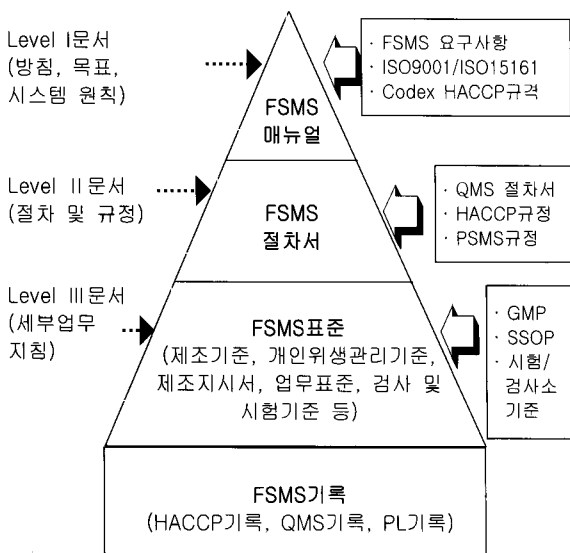 Level Ⅰ문서
(방침, 목표,
시스템 원칙)
FSMS
매뉴얼
· FSMS 요구사항
· ISO9001/ISO15161
· Codex HACCP규격
Level Ⅱ문서
(절차 및 규정)
FSMS
절차서
· QMS 절차서
· HACCP규정
· PSMS규정
Level Ⅲ문서
(세부업무
지침)
FSMS표준
(제조기준, 개인위생관리기준,
제조지시서, 업무표준, 검사 및
시험기준 등)
· GMP
· SSOP
· 시험/
검사소
기준
FSMS기록
(HACCP기록, QMS기록, PL기록)